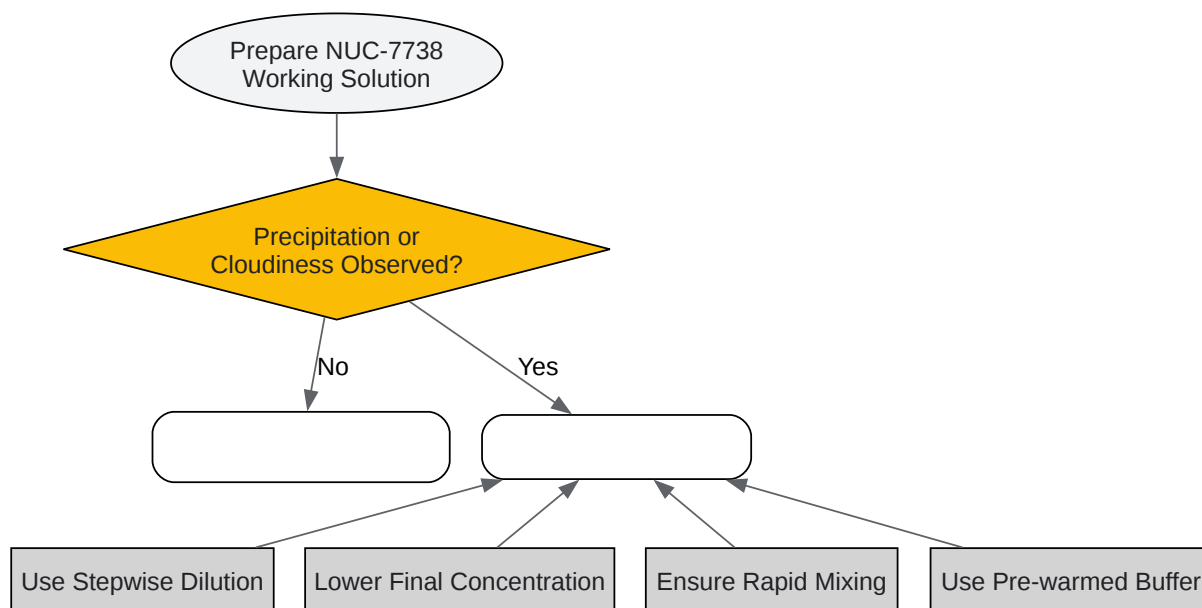 Prepare NUC-7738
Working Solution
Precipitation or
Cloudiness Observed?
No
Yes
Use Stepwise Dilution
Lower Final Concentration
Ensure Rapid Mixing
Use Pre-warmed Buffer